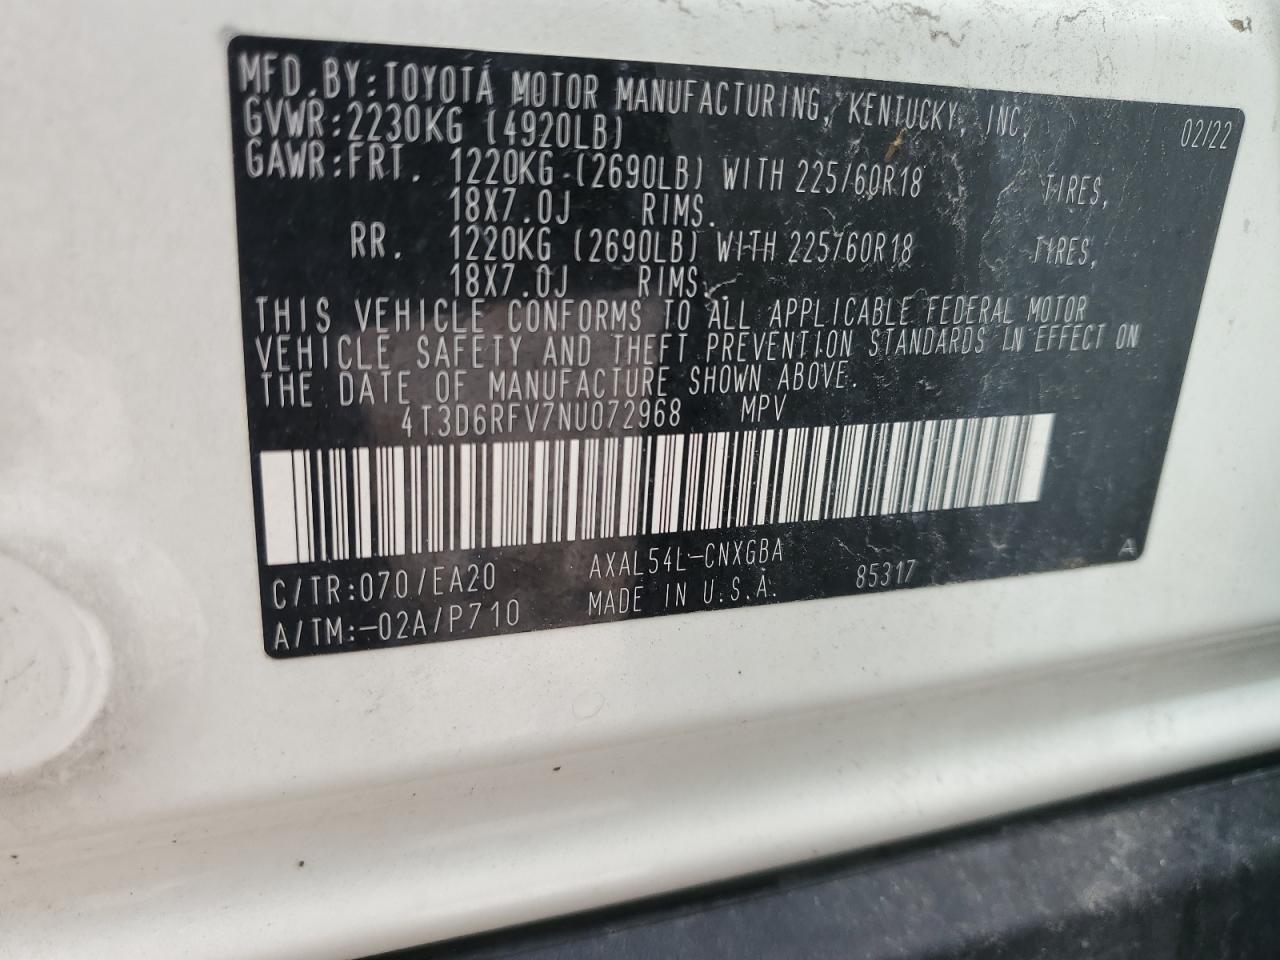 MFD.BY:TOYOTA MOTOR MANUFACTURING, KENTUCKY, INC. 02/22
GVWR:2230KG (4920LB)
GAWR:FRT. 1220KG (2690LB) WITH 225/60R18 TIRES,
18X7.0J RIMS.
RR. 1220KG (2690LB) WITH 225/60R18 TIRES,
18X7.0J RIMS.
THIS VEHICLE CONFORMS TO ALL APPLICABLE FEDERAL MOTOR
VEHICLE SAFETY AND THEFT PREVENTION STANDARDS IN EFFECT ON
THE DATE OF MANUFACTURE SHOWN ABOVE.
4T3D6RFV7NU072968 MPV
C/TR:070/EA20 AXAL54L-CNXGBA A
A/TM:-02A/P710 MADE IN U.S.A. 85317